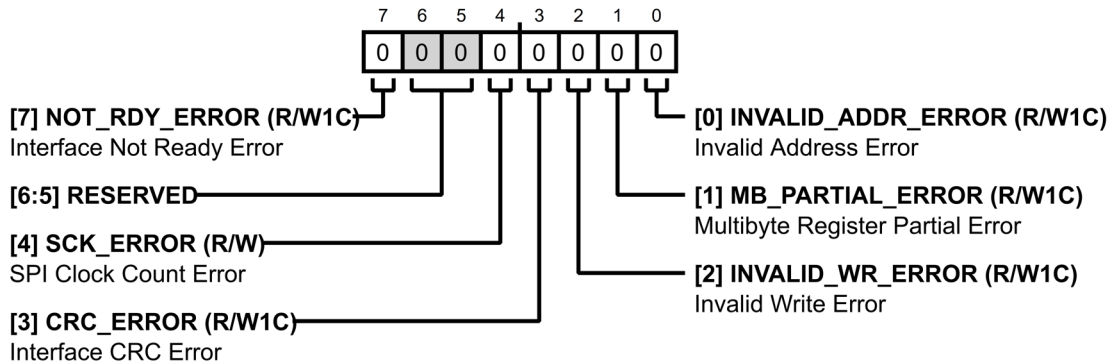 7 6 5 4 3 2 1 0
0 0 0 0 0 0 0 0
[7] NOT_RDY_ERROR (R/W1C)
Interface Not Ready Error
[6:5] RESERVED
[4] SCK_ERROR (R/W)
SPI Clock Count Error
[3] CRC_ERROR (R/W1C)
Interface CRC Error
[0] INVALID_ADDR_ERROR (R/W1C)
Invalid Address Error
[1] MB_PARTIAL_ERROR (R/W1C)
Multibyte Register Partial Error
[2] INVALID_WR_ERROR (R/W1C)
Invalid Write Error